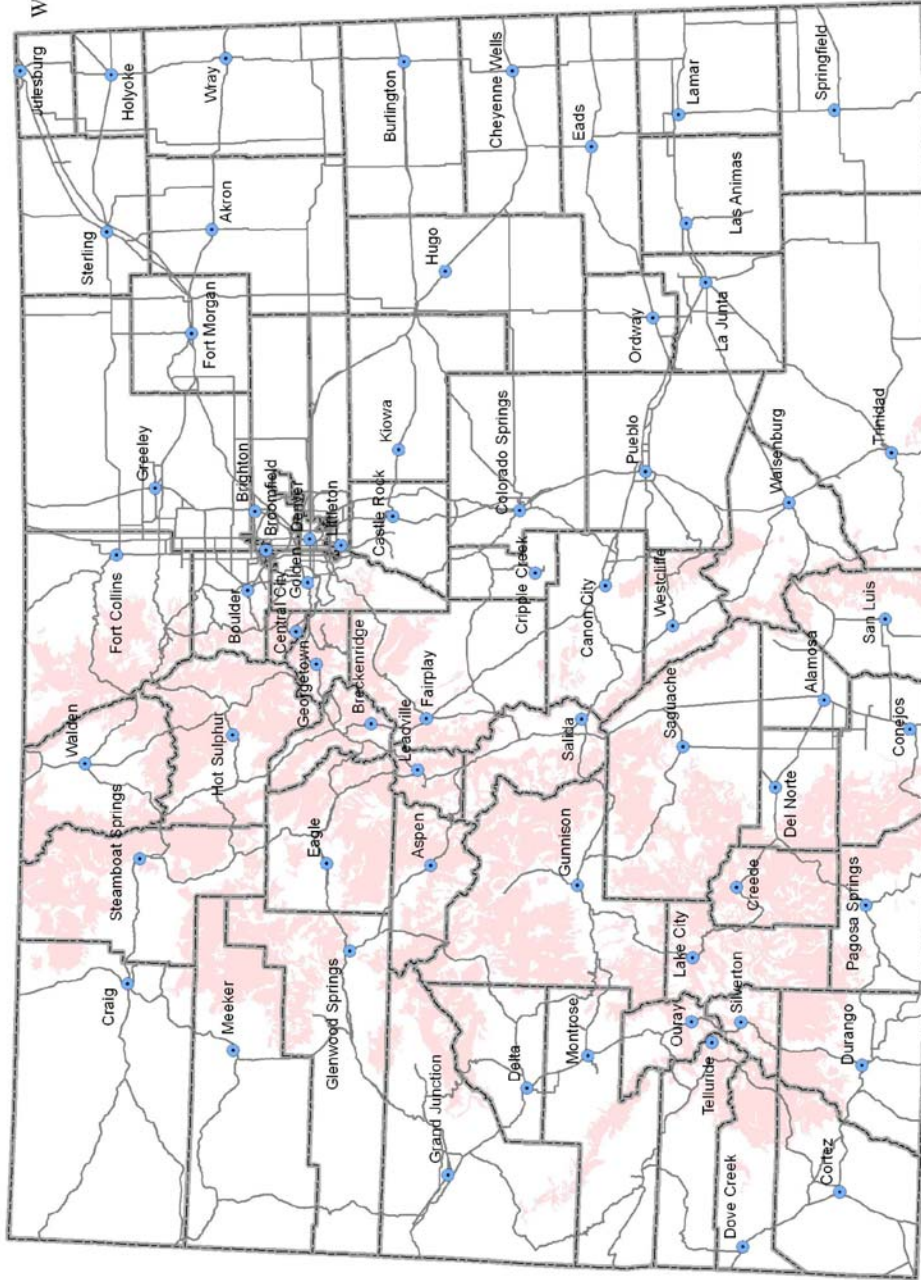 W
Julesburg
Holyoke
Wray
Burlington
Cheyenne Wells
Eads
Lamar
Springfield
Sterling
Akron
Fort Morgan
Hugo
Las Animas
Ordway
La Junta
Greeley
Brighton
Broomfield
Denver
Littleton
Kiowa
Castle Rock
Colorado Springs
Pueblo
Walsenburg
Trinidad
Fort Collins
Boulder
Central City
Golden
Georgetown
Breckenridge
Fairplay
Leadville
Cripple Creek
Canon City
Westcliffe
Salida
Saguache
Alamosa
San Luis
Conejos
Walden
Hot Sulphur
Steamboat Springs
Eagle
Aspen
Gunnison
Del Norte
Creede
Lake City
Pagosa Springs
Craig
Meeker
Glenwood Springs
Grand Junction
Delta
Montrose
Ouray
Silverton
Telluride
Durango
Dove Creek
Cortez